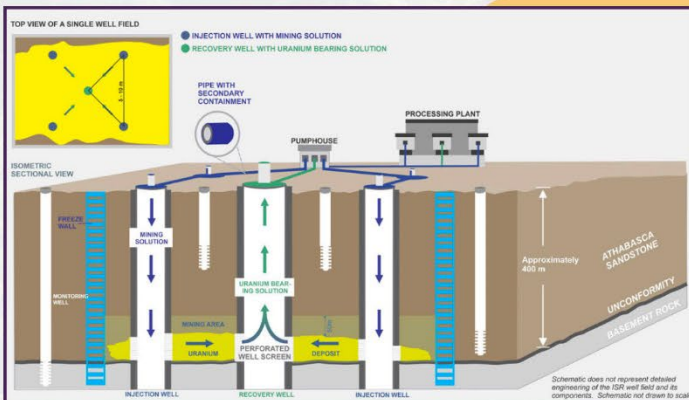 TOP VIEW OF A SINGLE WELL FIELD
INJECTION WELL WITH MINING SOLUTION
RECOVERY WELL WITH URANIUM BEARING SOLUTION
PIPE WITH
SECONDARY
CONTAINMENT
PROCESSING PLANT
PUMPHOUSE
ISOMETRIC
SECTIONAL VIEW
FREEZE
WALL
MINING
SOLUTION
URANIUM BEAR-
ING SOLUTION
MONITORING
WELL
MINING AREA
URANIUM
PERFORATED
WELL SCREEN
DEPOSIT
Approximately
400 m
ATHABASCA
SANDSTONE
UNCONFORMITY
BASEMENT ROCK
INJECTION WELL
RECOVERY WELL
INJECTION WELL
Schematic does not represent detailed
engineering of the ISR well field and its
components. Schematic not drawn to scale